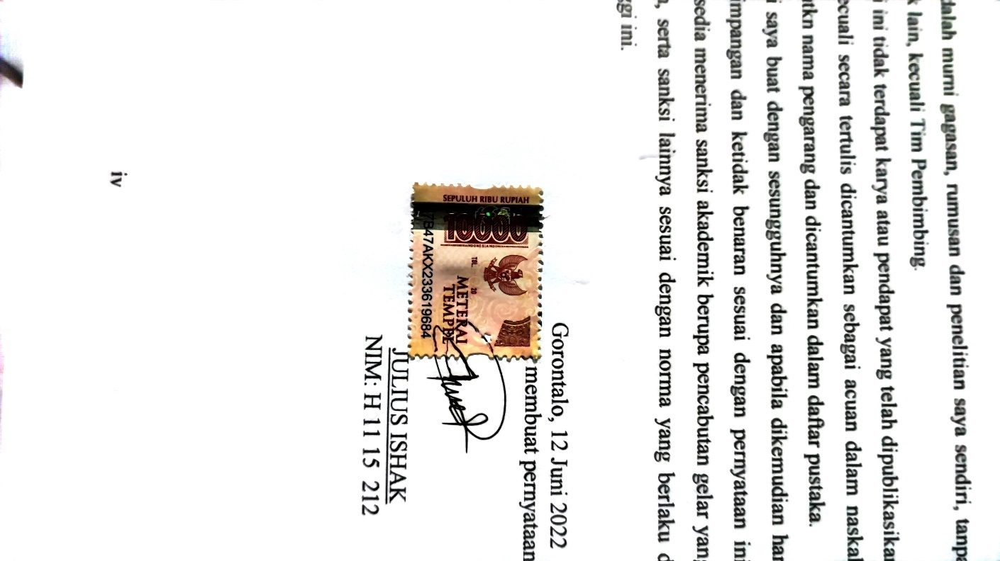 dalah murni gagasan, rumusan dan penelitian saya sendiri, tanpa
k lain, kecuali Tim Pembimbing.
i ini tidak terdapat karya atau pendapat yang telah dipublikasikan
ecuali secara tertulis dicantumkan sebagai acuan dalam naskah
tkn nama pengarang dan dicantumkan dalam daftar pustaka.
i saya buat dengan sesungguhnya dan apabila dikemudian har
impangan dan ketidak benaran sesuai dengan pernyataan ini
sedia menerima sanksi akademik berupa pencabutan gelar yang
, serta sanksi lainnya sesuai dengan norma yang berlaku d
ggi ini.
Gorontalo, 12 Juni 2022
membuat pernyataan
SEPULUH RIBU RUPIAH
10000
TGL. 20
METERAI
TEMPEL
7B47AKX233619684
JULIUS ISHAK
NIM: H 11 15 212
iv